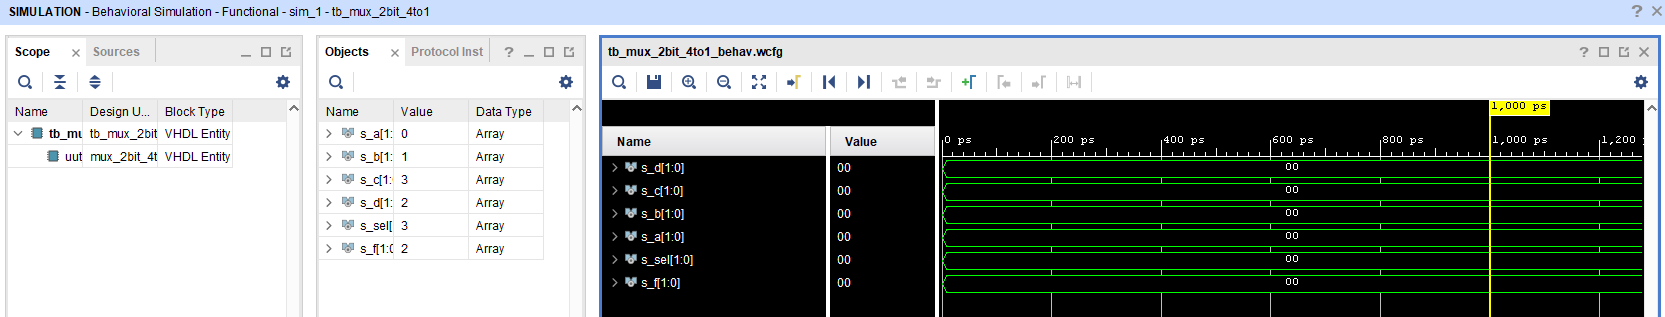 SIMULATION - Behavioral Simulation - Functional - sim_1 - tb_mux_2bit_4to1
Scope
Sources
Name Design U... Block Type
tb_mu tb_mux_2bit VHDL Entity
uut mux_2bit_4t VHDL Entity
Objects
Protocol Inst
Name Value Data Type
s_a[1: 0 Array
s_b[1: 1 Array
s_c[1: 3 Array
s_d[1: 2 Array
s_sel[ 3 Array
s_f[1:0 2 Array
tb_mux_2bit_4to1_behav.wcfg
1,000 ps
Name Value
0 ps 200 ps 400 ps 600 ps 800 ps 1,000 ps 1,200
s_d[1:0] 00 00
s_c[1:0] 00 00
s_b[1:0] 00 00
s_a[1:0] 00 00
s_sel[1:0] 00 00
s_f[1:0] 00 00